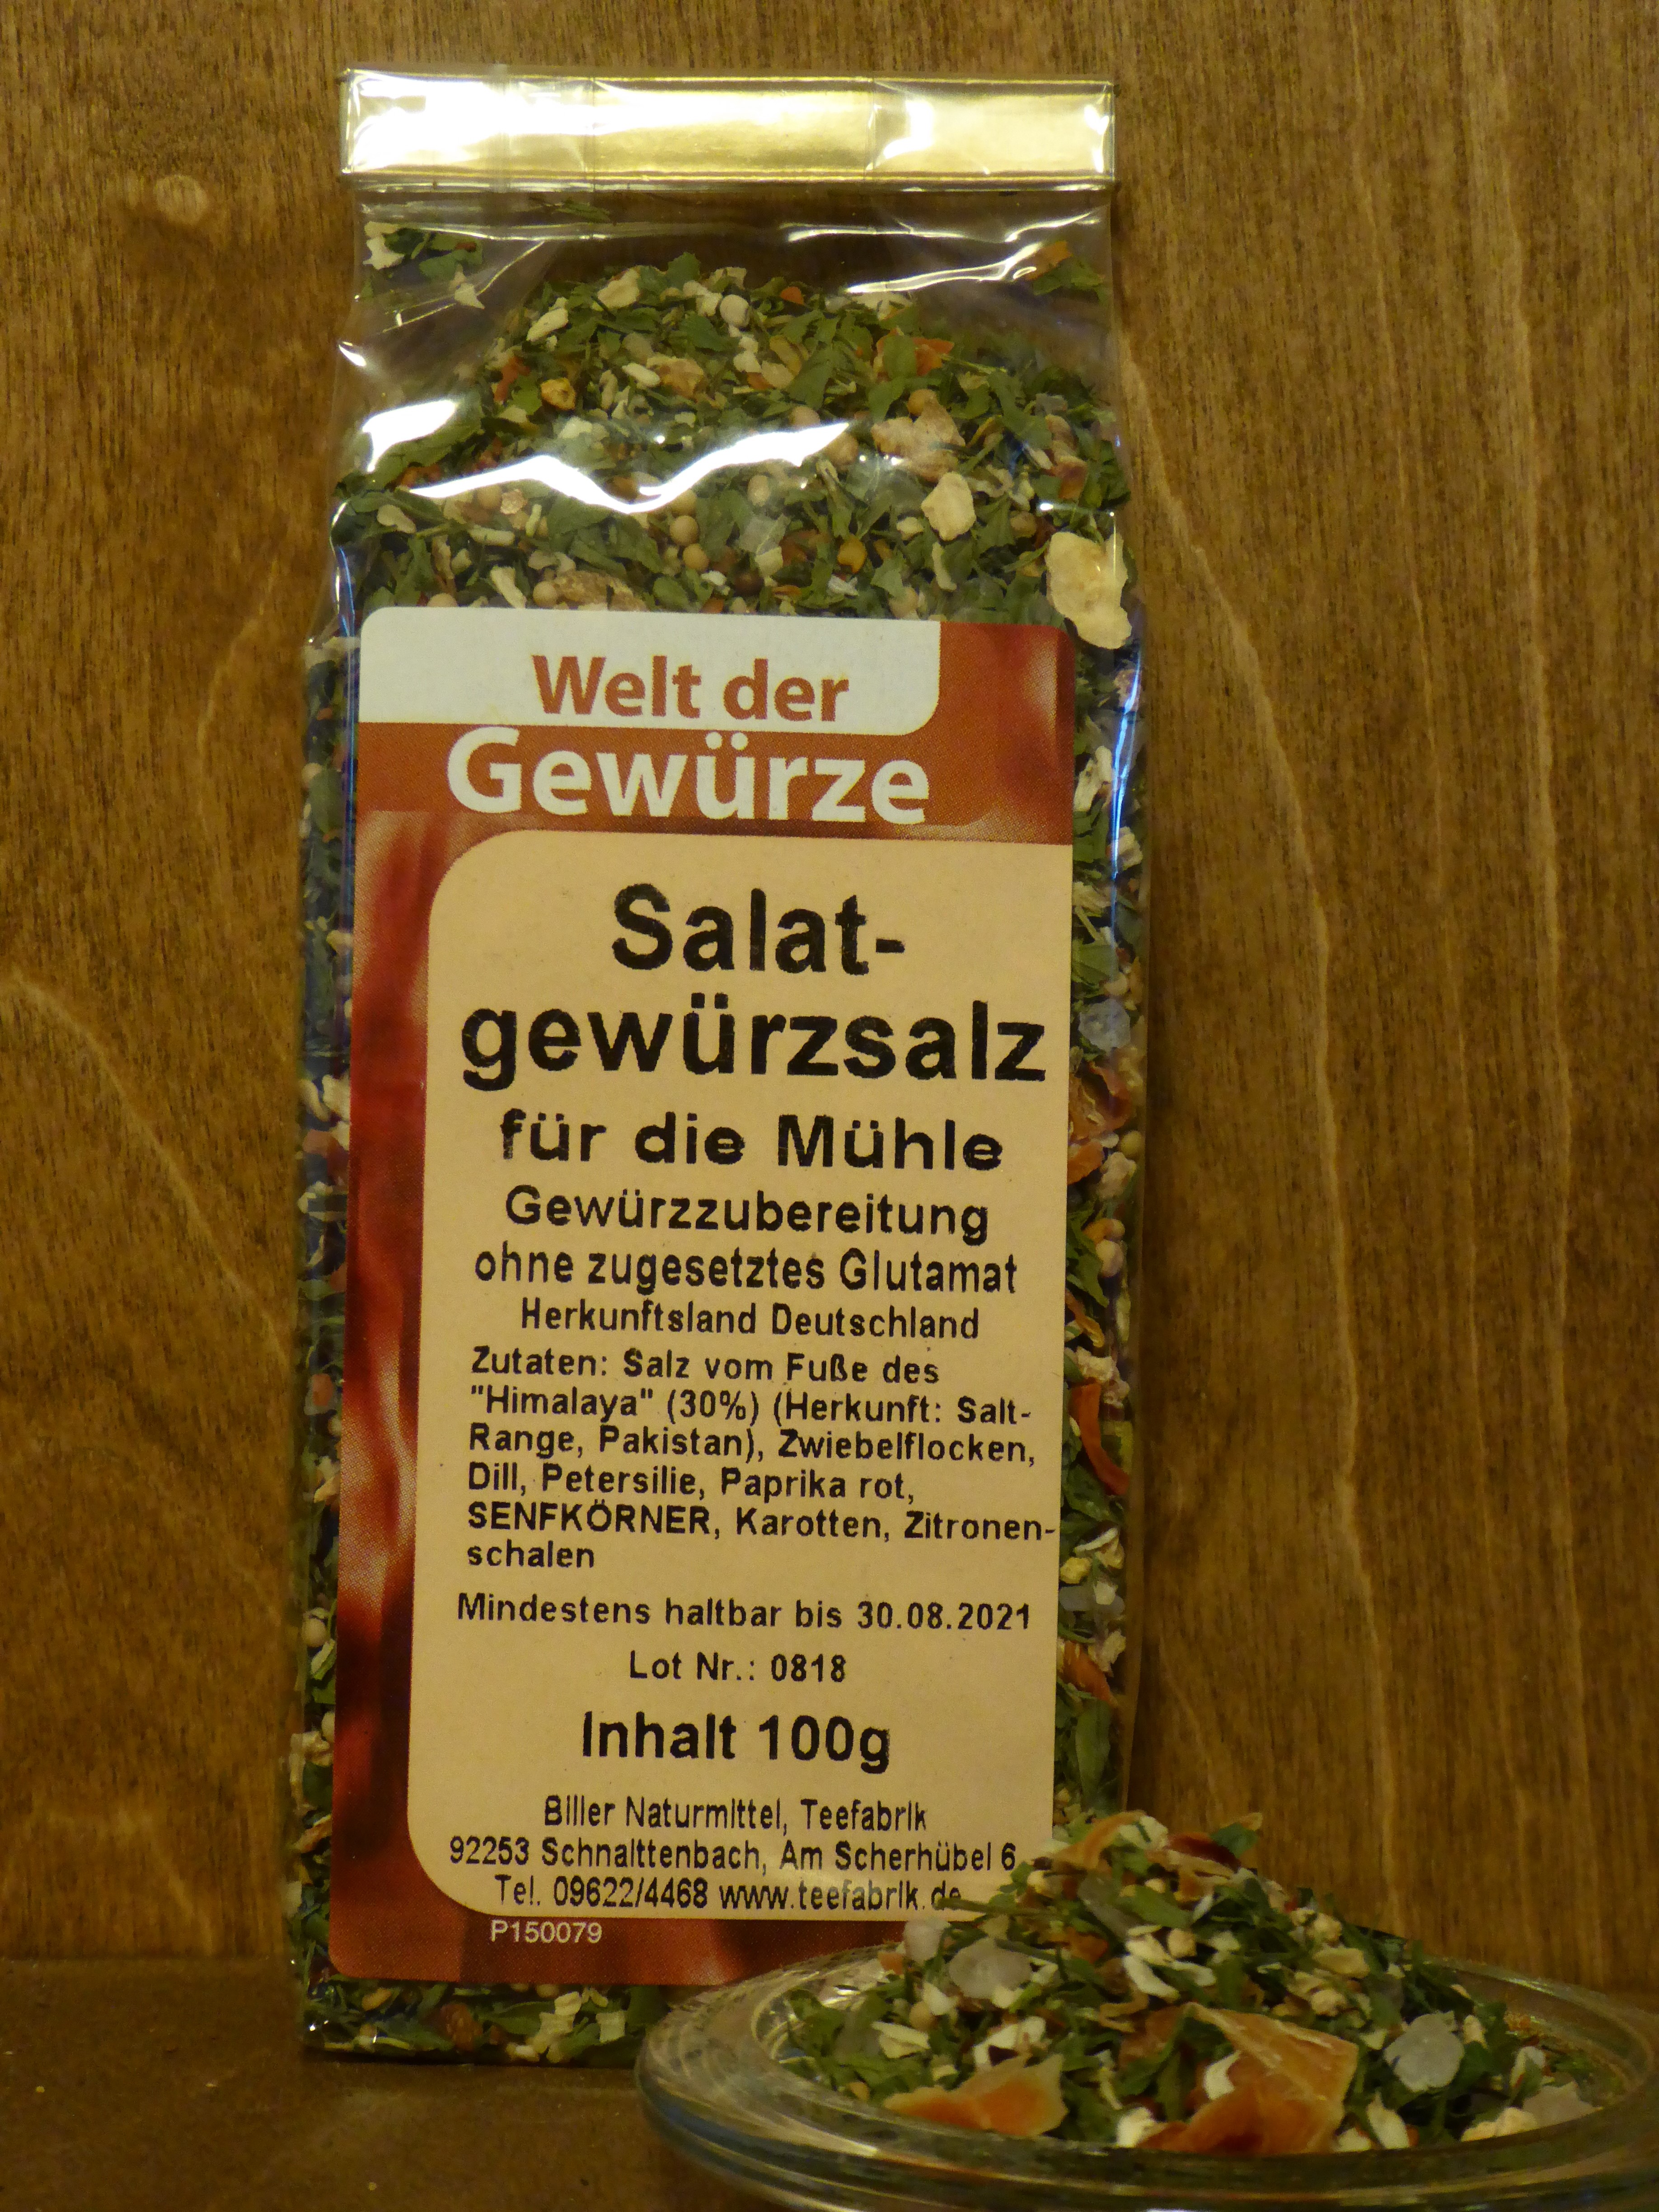 Welt der
Gewürze
Salat-
gewürzsalz
für die Mühle
Gewürzzubereitung
ohne zugesetztes Glutamat
Herkunftsland Deutschland
Zutaten: Salz vom Fuße des
"Himalaya" (30%) (Herkunft: Salt-
Range, Pakistan), Zwiebelflocken,
Dill, Petersilie, Paprika rot,
SENFKÖRNER, Karotten, Zitronen-
schalen
Mindestens haltbar bis 30.08.2021
Lot Nr.: 0818
Inhalt 100g
Biller Naturmittel, Teefabrik
92253 Schnaittenbach, Am Scherhübel 6
Tel. 09622/4468 www.teefabrik.de
P150079